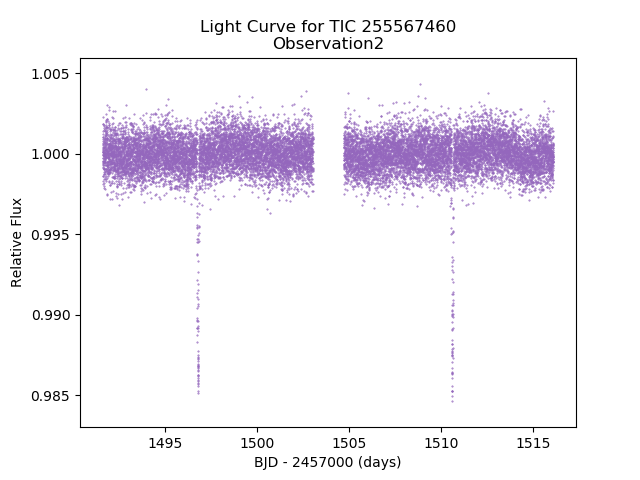 Light Curve for TIC 255567460
Observation2
1.005
1.000
0.995
0.990
0.985
Relative Flux
1495
1500
1505
1510
1515
BJD - 2457000 (days)